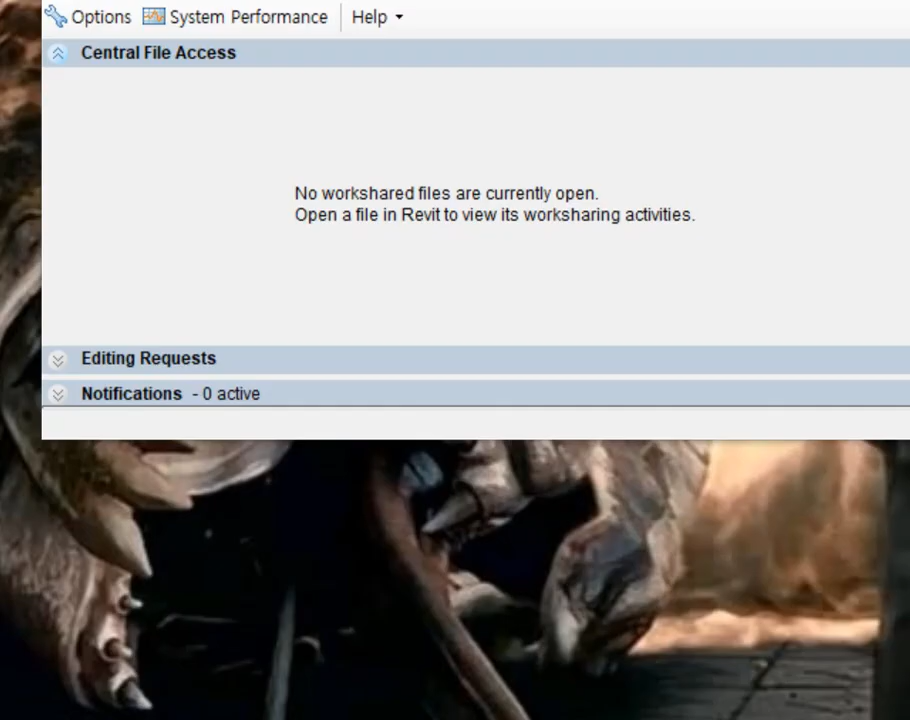 Options System Performance Help
Central File Access
No workshared files are currently open.
Open a file in Revit to view its worksharing activities.
Editing Requests
Notifications - 0 active